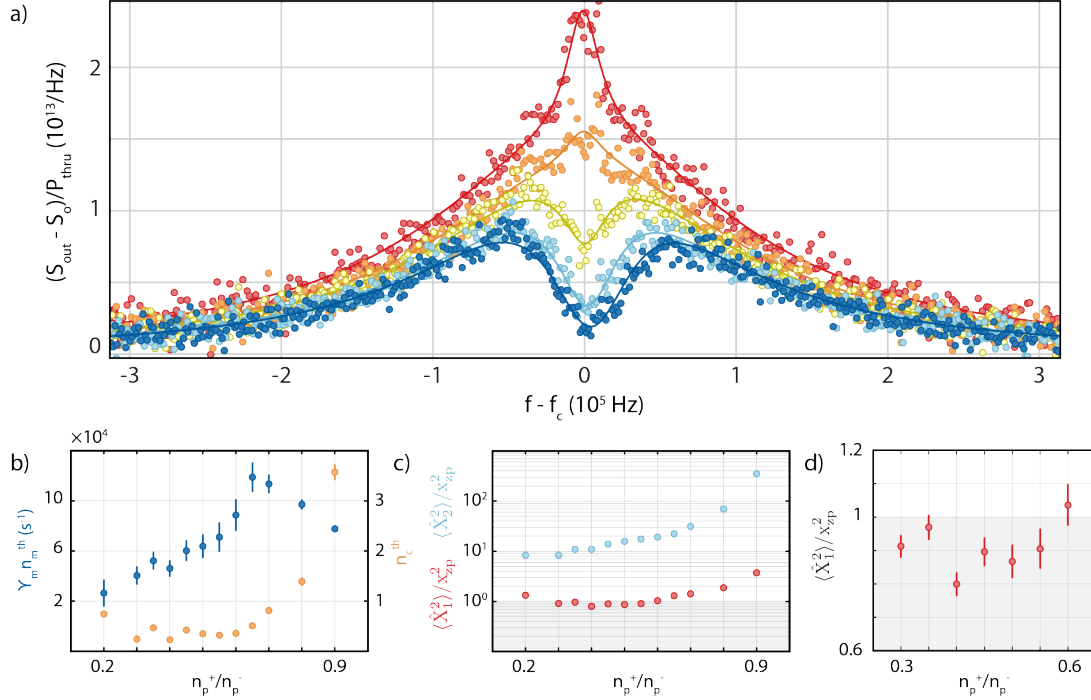 a)
(S_out - S_o)/P_thru (10^13/Hz)
2
1
0
-3 -2 -1 0 1 2 3
f - f_c (10^5 Hz)
b)
×10^4
ϒ_m n_m^th (s^-1)
10
6
2
3
2
1
n_c^th
0.2 0.9
n_p^+/n_p^-
c)
⟨X̂_2^2⟩/x_zp^2
⟨X̂_1^2⟩/x_zp^2
10^2
10^1
10^0
0.2 0.9
n_p^+/n_p^-
d)
⟨X̂_1^2⟩/x_zp^2
1.2
1
0.6
0.3 0.6
n_p^+/n_p^-